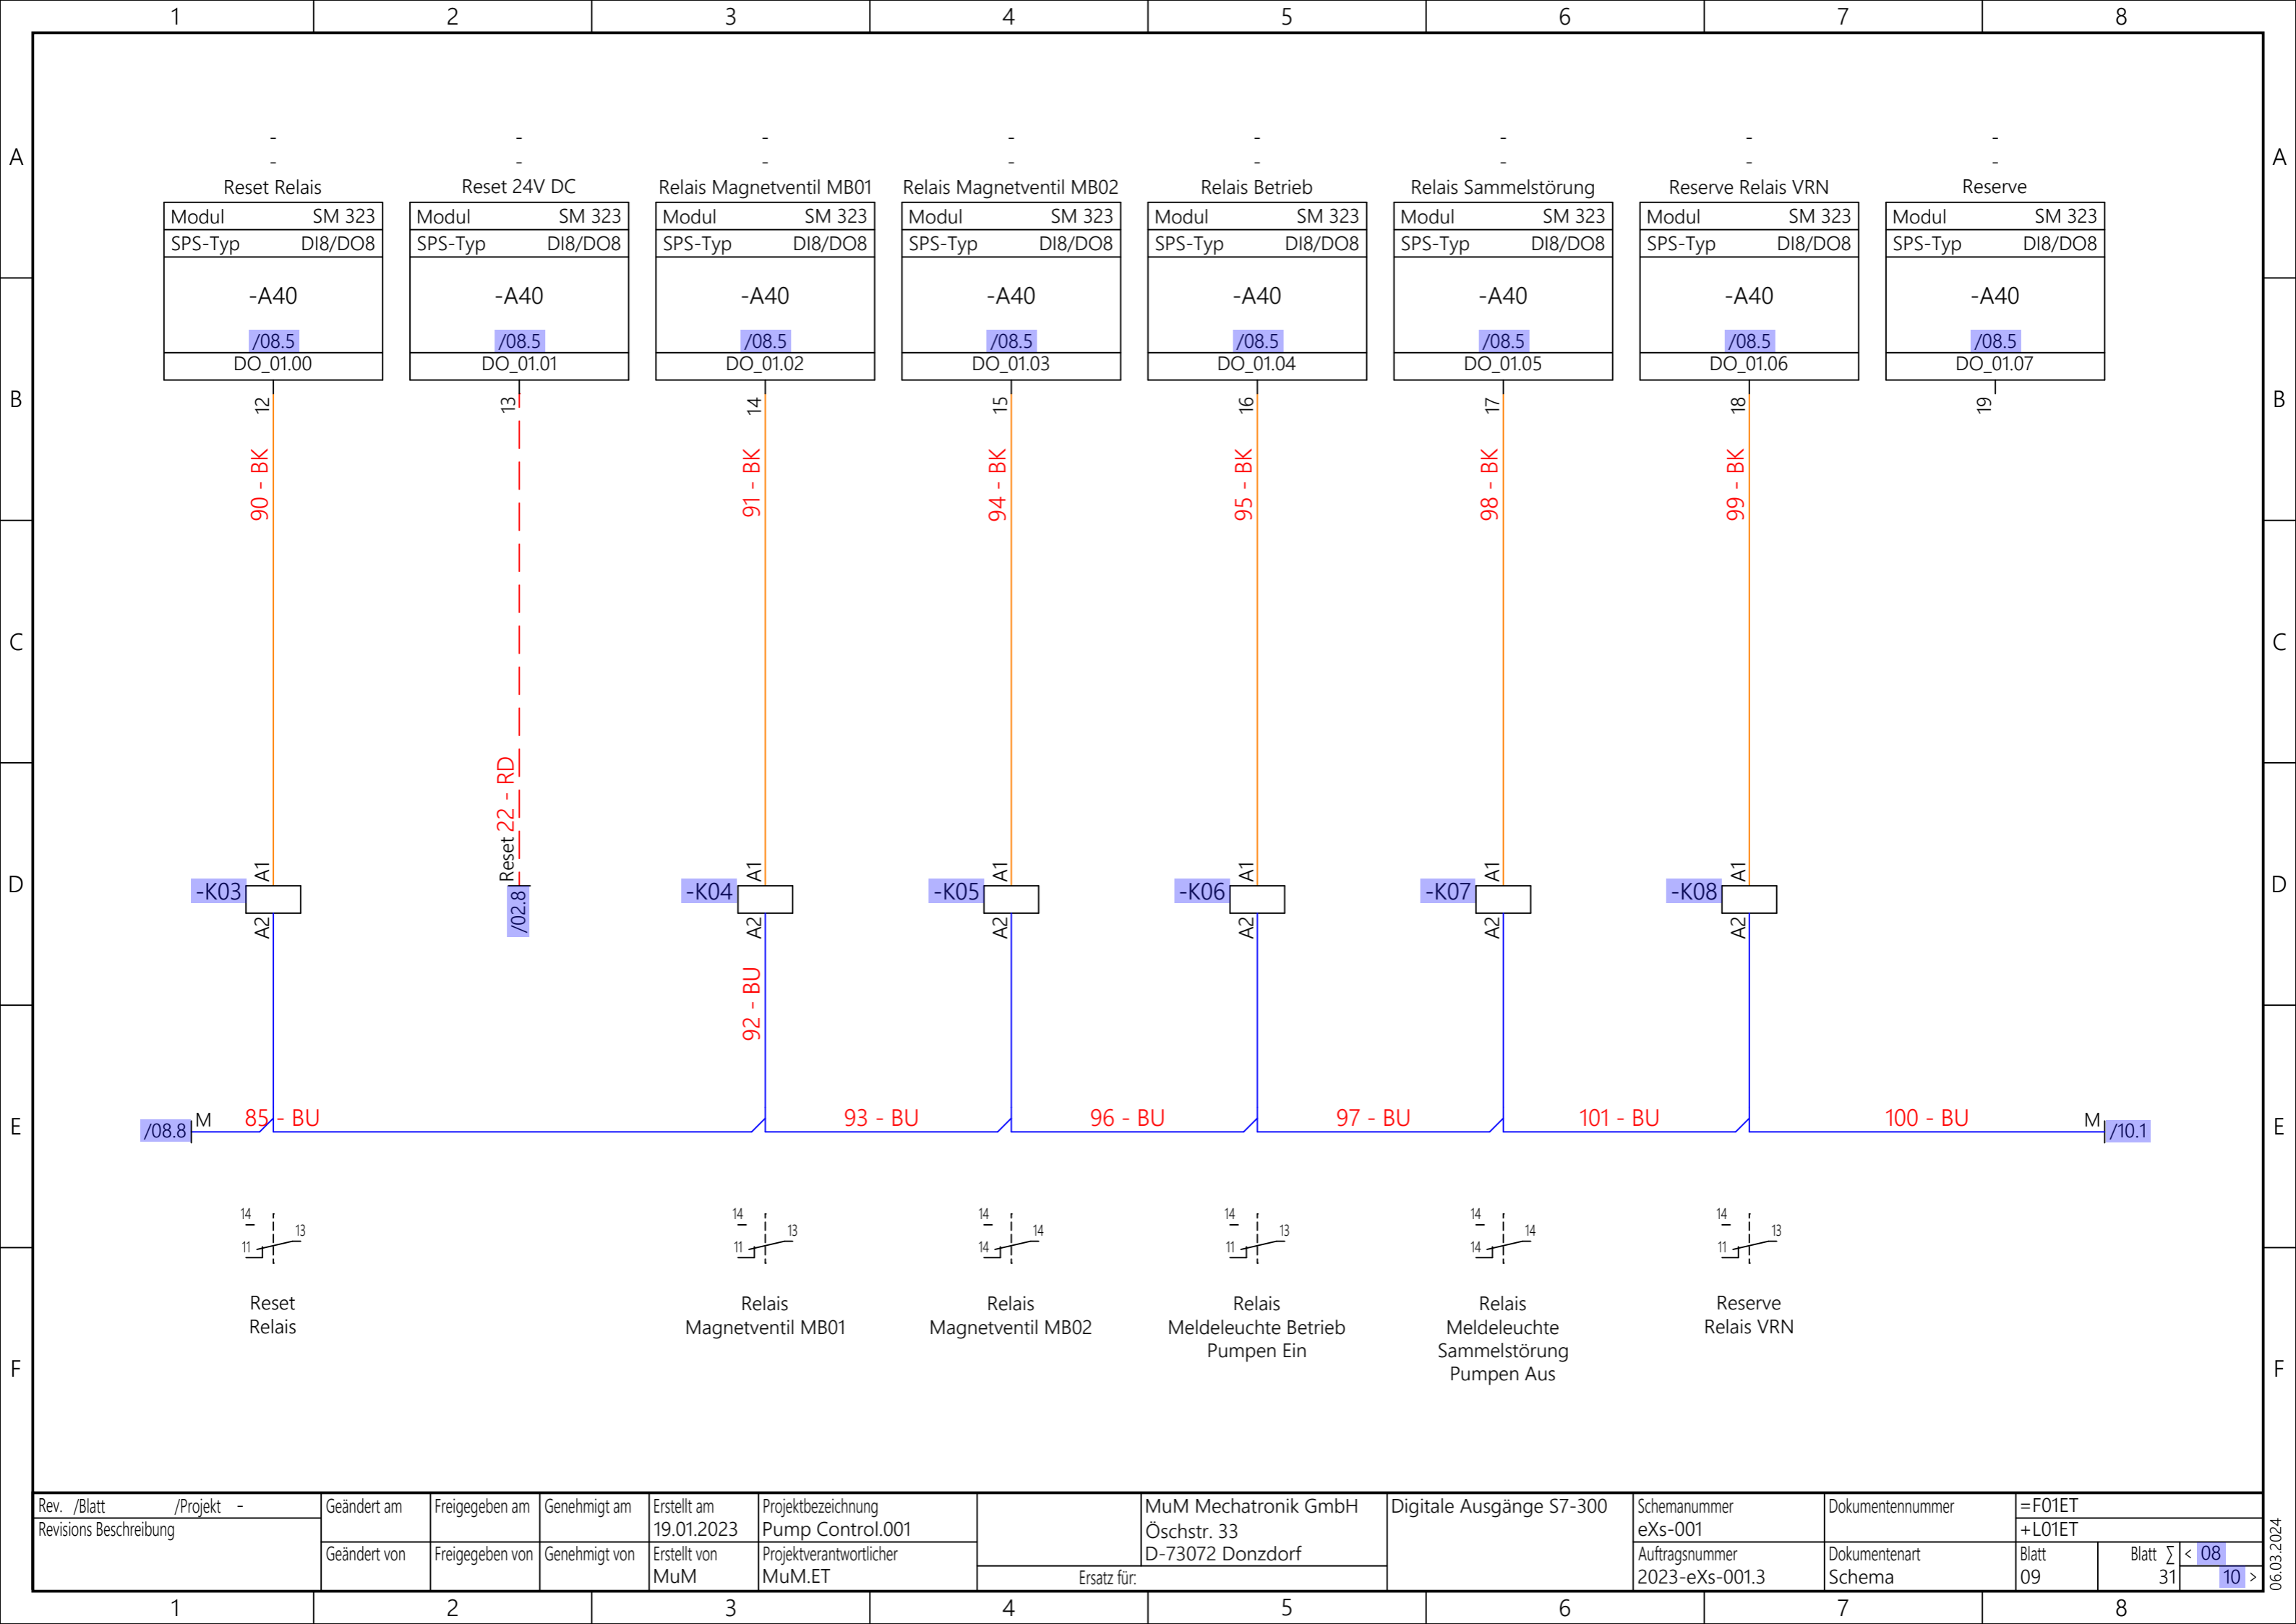 1 2 3 4 5 6 7 8
A A
- - - - - - - -
- - - - - - - -
Reset Relais Reset 24V DC Relais Magnetventil MB01 Relais Magnetventil MB02 Relais Betrieb Relais Sammelstörung Reserve Relais VRN Reserve
Modul SM 323 Modul SM 323 Modul SM 323 Modul SM 323 Modul SM 323 Modul SM 323 Modul SM 323 Modul SM 323
SPS-Typ DI8/DO8 SPS-Typ DI8/DO8 SPS-Typ DI8/DO8 SPS-Typ DI8/DO8 SPS-Typ DI8/DO8 SPS-Typ DI8/DO8 SPS-Typ DI8/DO8 SPS-Typ DI8/DO8
-A40 -A40 -A40 -A40 -A40 -A40 -A40 -A40
/08.5 /08.5 /08.5 /08.5 /08.5 /08.5 /08.5 /08.5
DO_01.00 DO_01.01 DO_01.02 DO_01.03 DO_01.04 DO_01.05 DO_01.06 DO_01.07
B 12 13 14 15 16 17 18 19 B
90 - BK 91 - BK 94 - BK 95 - BK 98 - BK 99 - BK
C C
Reset 22 - RD
A1 A1 A1 A1 A1 A1
D -K03 /02.8 -K04 -K05 -K06 -K07 -K08 D
A2 A2 A2 A2 A2 A2
92 - BU
E /08.8 M 85 - BU 93 - BU 96 - BU 97 - BU 101 - BU 100 - BU M /10.1 E
14 14 14 14 14 14
13 13 14 13 14 13
11 11 14 11 14 11
Reset Relais Relais Relais Relais Reserve
Relais Magnetventil MB01 Magnetventil MB02 Meldeleuchte Betrieb Meldeleuchte Relais VRN
Pumpen Ein Sammelstörung
Pumpen Aus
F F
Rev. /Blatt /Projekt - Geändert am Freigegeben am Genehmigt am Erstellt am Projektbezeichnung MuM Mechatronik GmbH Digitale Ausgänge S7-300 Schemanummer Dokumentennummer =F01ET
Revisions Beschreibung 19.01.2023 Pump Control.001 Öschstr. 33 eXs-001 +L01ET
Geändert von Freigegeben von Genehmigt von Erstellt von Projektverantwortlicher D-73072 Donzdorf Auftragsnummer Dokumentenart Blatt Blatt ∑ < 08
MuM MuM.ET Ersatz für: 2023-eXs-001.3 Schema 09 31 10 >
06.03.2024
1 2 3 4 5 6 7 8